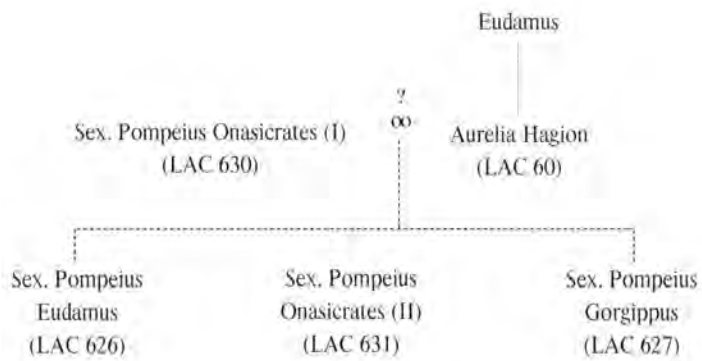 Eudamus
?
∞
Sex. Pompeius Onasicrates (I)
(LAC 630)
Aurelia Hagion
(LAC 60)
Sex. Pompeius
Eudamus
(LAC 626)
Sex. Pompeius
Onasicrates (II)
(LAC 631)
Sex. Pompeius
Gorgippus
(LAC 627)